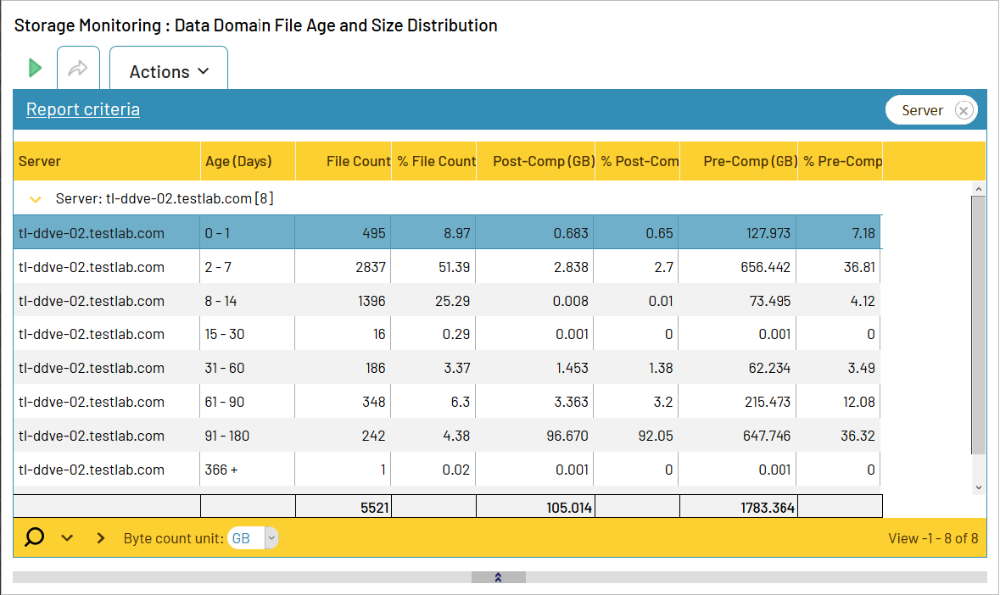 Storage Monitoring : Data Domain File Age and Size Distribution
Actions
Report criteria Server
Server Age (Days) File Count % File Count Post-Comp (GB) % Post-Com Pre-Comp (GB) % Pre-Comp
Server: tl-ddve-02.testlab.com [8]
tl-ddve-02.testlab.com 0 - 1 495 8.97 0.683 0.65 127.973 7.18
tl-ddve-02.testlab.com 2 - 7 2837 51.39 2.838 2.7 656.442 36.81
tl-ddve-02.testlab.com 8 - 14 1396 25.29 0.008 0.01 73.495 4.12
tl-ddve-02.testlab.com 15 - 30 16 0.29 0.001 0 0.001 0
tl-ddve-02.testlab.com 31 - 60 186 3.37 1.453 1.38 62.234 3.49
tl-ddve-02.testlab.com 61 - 90 348 6.3 3.363 3.2 215.473 12.08
tl-ddve-02.testlab.com 91 - 180 242 4.38 96.670 92.05 647.746 36.32
tl-ddve-02.testlab.com 366 + 1 0.02 0.001 0 0.001 0
5521 105.014 1783.364
Byte count unit: GB View -1 - 8 of 8